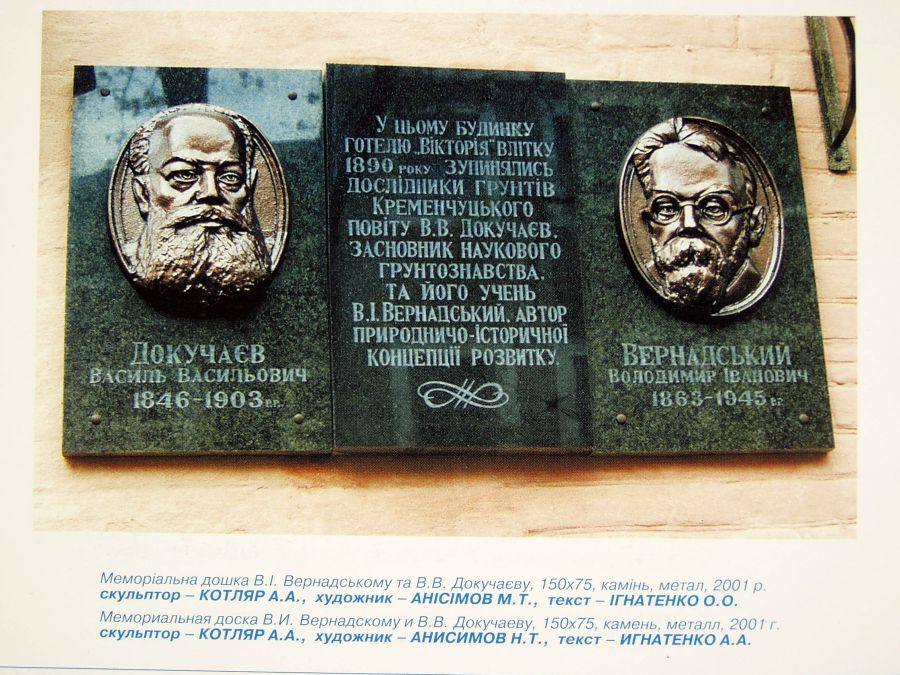 ДОКУЧАЄВ
ВАСИЛЬ ВАСИЛЬОВИЧ
1846-1903 Р.Р.
У ЦЬОМУ БУДИНКУ
ГОТЕЛЮ „ВІКТОРІЯ" ВЛІТКУ
1890 РОКУ ЗУПИНЯЛИСЬ
ДОСЛІДНИКИ ГРУНТІВ
КРЕМЕНЧУЦЬКОГО
ПОВІТУ В.В. ДОКУЧАЄВ.
ЗАСНОВНИК НАУКОВОГО
ГРУНТОЗНАВСТВА.
ТА ЙОГО УЧЕНЬ
В.І.ВЕРНАДСЬКИЙ. АВТОР
ПРИРОДНИЧО-ІСТОРИЧНОЇ
КОНЦЕПЦІЇ РОЗВИТКУ.
ВЕРНАДСЬКИЙ
ВОЛОДИМИР ІВАНОВИЧ
1863-1945 Р.Р.
Меморіальна дошка В.І. Вернадському та В.В. Докучаєву, 150х75, камінь, метал, 2001 р.
скульптор – КОТЛЯР А.А., художник – АНІСІМОВ М.Т., текст – ІГНАТЕНКО О.О.
Мемориальная доска В.И. Вернадскому и В.В. Докучаеву, 150х75, камень, металл, 2001 г.
скульптор – КОТЛЯР А.А., художник – АНИСИМОВ Н.Т., текст – ИГНАТЕНКО А.А.